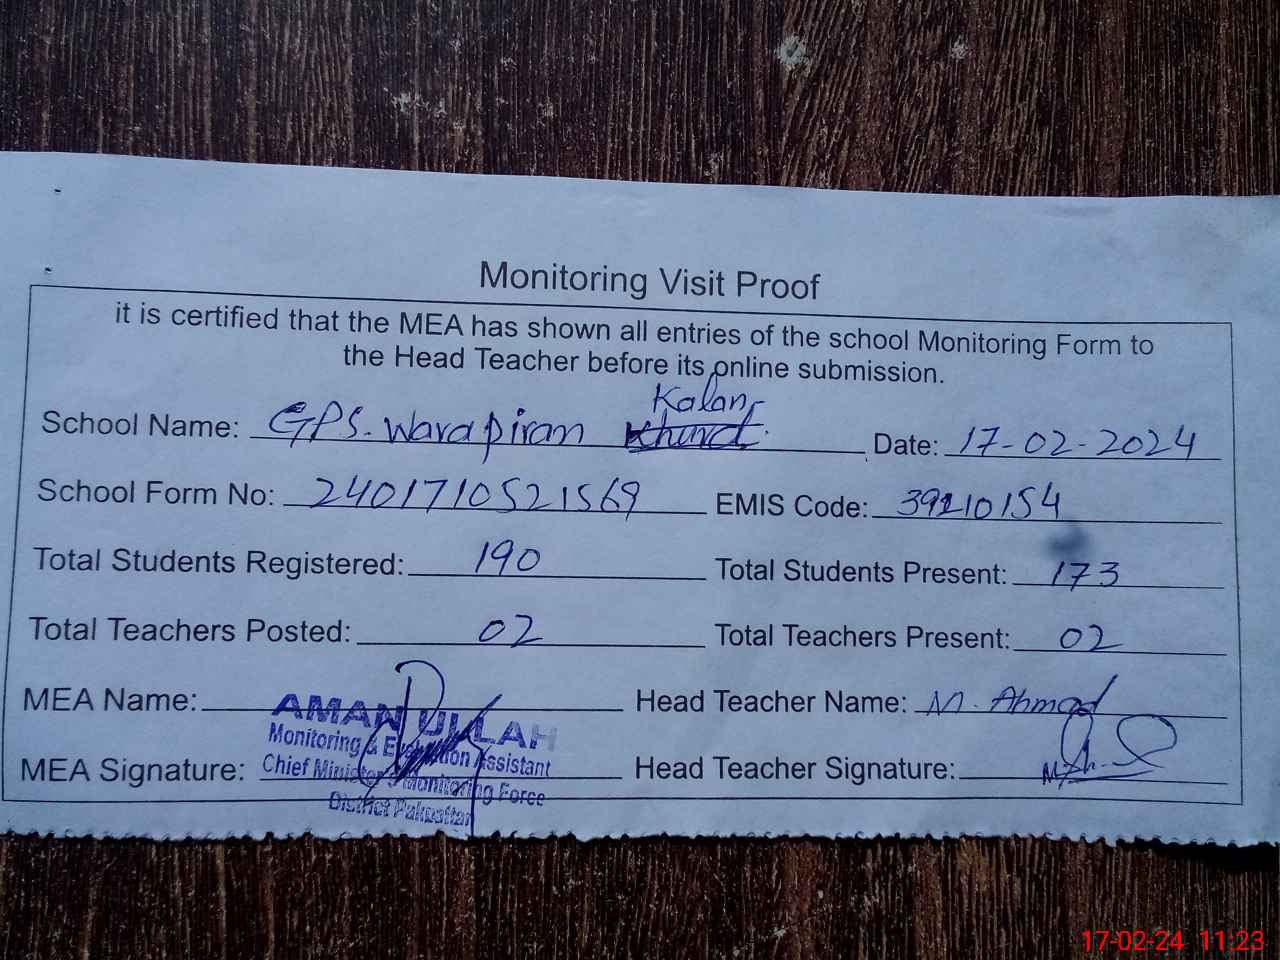 Monitoring Visit Proof
it is certified that the MEA has shown all entries of the school Monitoring Form to
the Head Teacher before its online submission.
Kalan
School Name: GPS. Warapiran Khurd. Date: 17-02-2024
School Form No: 2401710521569 EMIS Code: 39210154
Total Students Registered: 190 Total Students Present: 173
Total Teachers Posted: 02 Total Teachers Present: 02
MEA Name: Head Teacher Name: M. Ahmad
AMAN ULLAH
Monitoring & Evaluation Assistant
MEA Signature: Head Teacher Signature:
Chief Minister's Monitoring Force
District Pakpattan
17-02-24 11:23